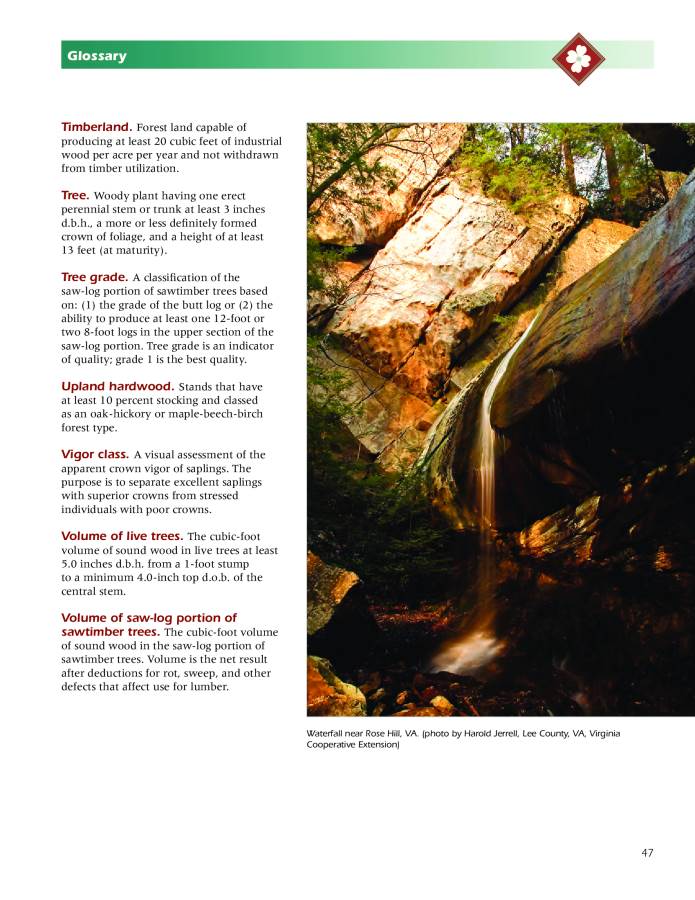 Glossary
Timberland. Forest land capable of
producing at least 20 cubic feet of industrial
wood per acre per year and not withdrawn
from timber utilization.
Tree. Woody plant having one erect
perennial stem or trunk at least 3 inches
d.b.h., a more or less definitely formed
crown of foliage, and a height of at least
13 feet (at maturity).
Tree grade. A classification of the
saw-log portion of sawtimber trees based
on: (1) the grade of the butt log or (2) the
ability to produce at least one 12-foot or
two 8-foot logs in the upper section of the
saw-log portion. Tree grade is an indicator
of quality; grade 1 is the best quality.
Upland hardwood. Stands that have
at least 10 percent stocking and classed
as an oak-hickory or maple-beech-birch
forest type.
Vigor class. A visual assessment of the
apparent crown vigor of saplings. The
purpose is to separate excellent saplings
with superior crowns from stressed
individuals with poor crowns.
Volume of live trees. The cubic-foot
volume of sound wood in live trees at least
5.0 inches d.b.h. from a 1-foot stump
to a minimum 4.0-inch top d.o.b. of the
central stem.
Volume of saw-log portion of
sawtimber trees. The cubic-foot volume
of sound wood in the saw-log portion of
sawtimber trees. Volume is the net result
after deductions for rot, sweep, and other
defects that affect use for lumber.
Waterfall near Rose Hill, VA. (photo by Harold Jerrell, Lee County, VA, Virginia
Cooperative Extension)
47